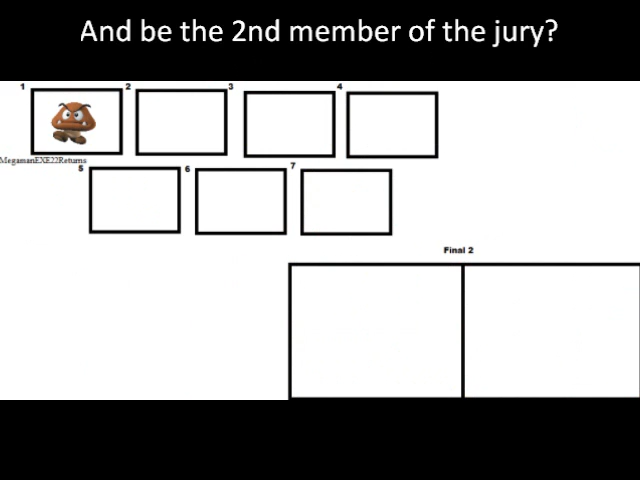 And be the 2nd member of the jury?
1 2 3 4
MegamanEXE22Returns
5 6 7
Final 2